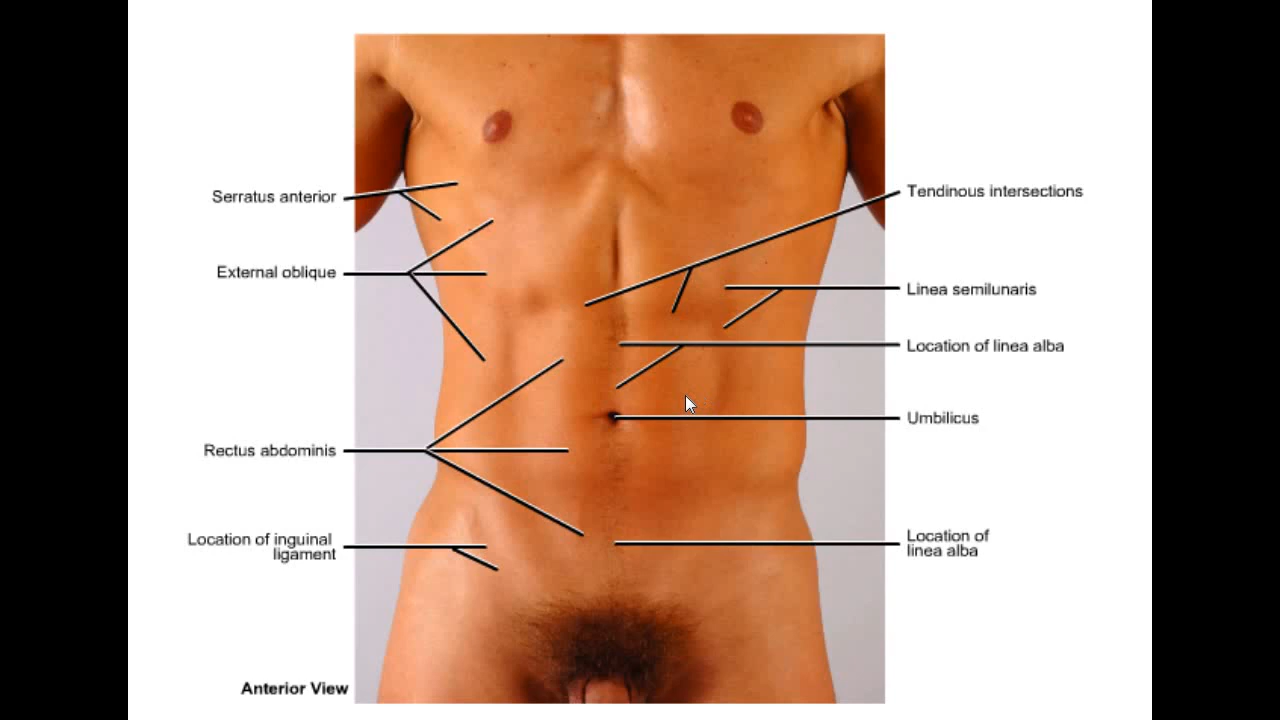 Serratus anterior
External oblique
Rectus abdominis
Location of inguinal
ligament
Anterior View
Tendinous intersections
Linea semilunaris
Location of linea alba
Umbilicus
Location of
linea alba